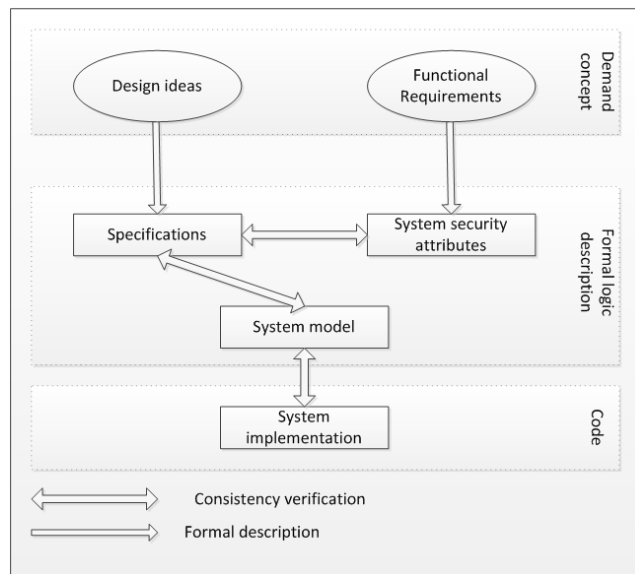 Design ideas
Functional
Requirements
Demand
concept
Specifications
System security
attributes
System model
Formal logic
description
System
implementation
Code
Consistency verification
Formal description